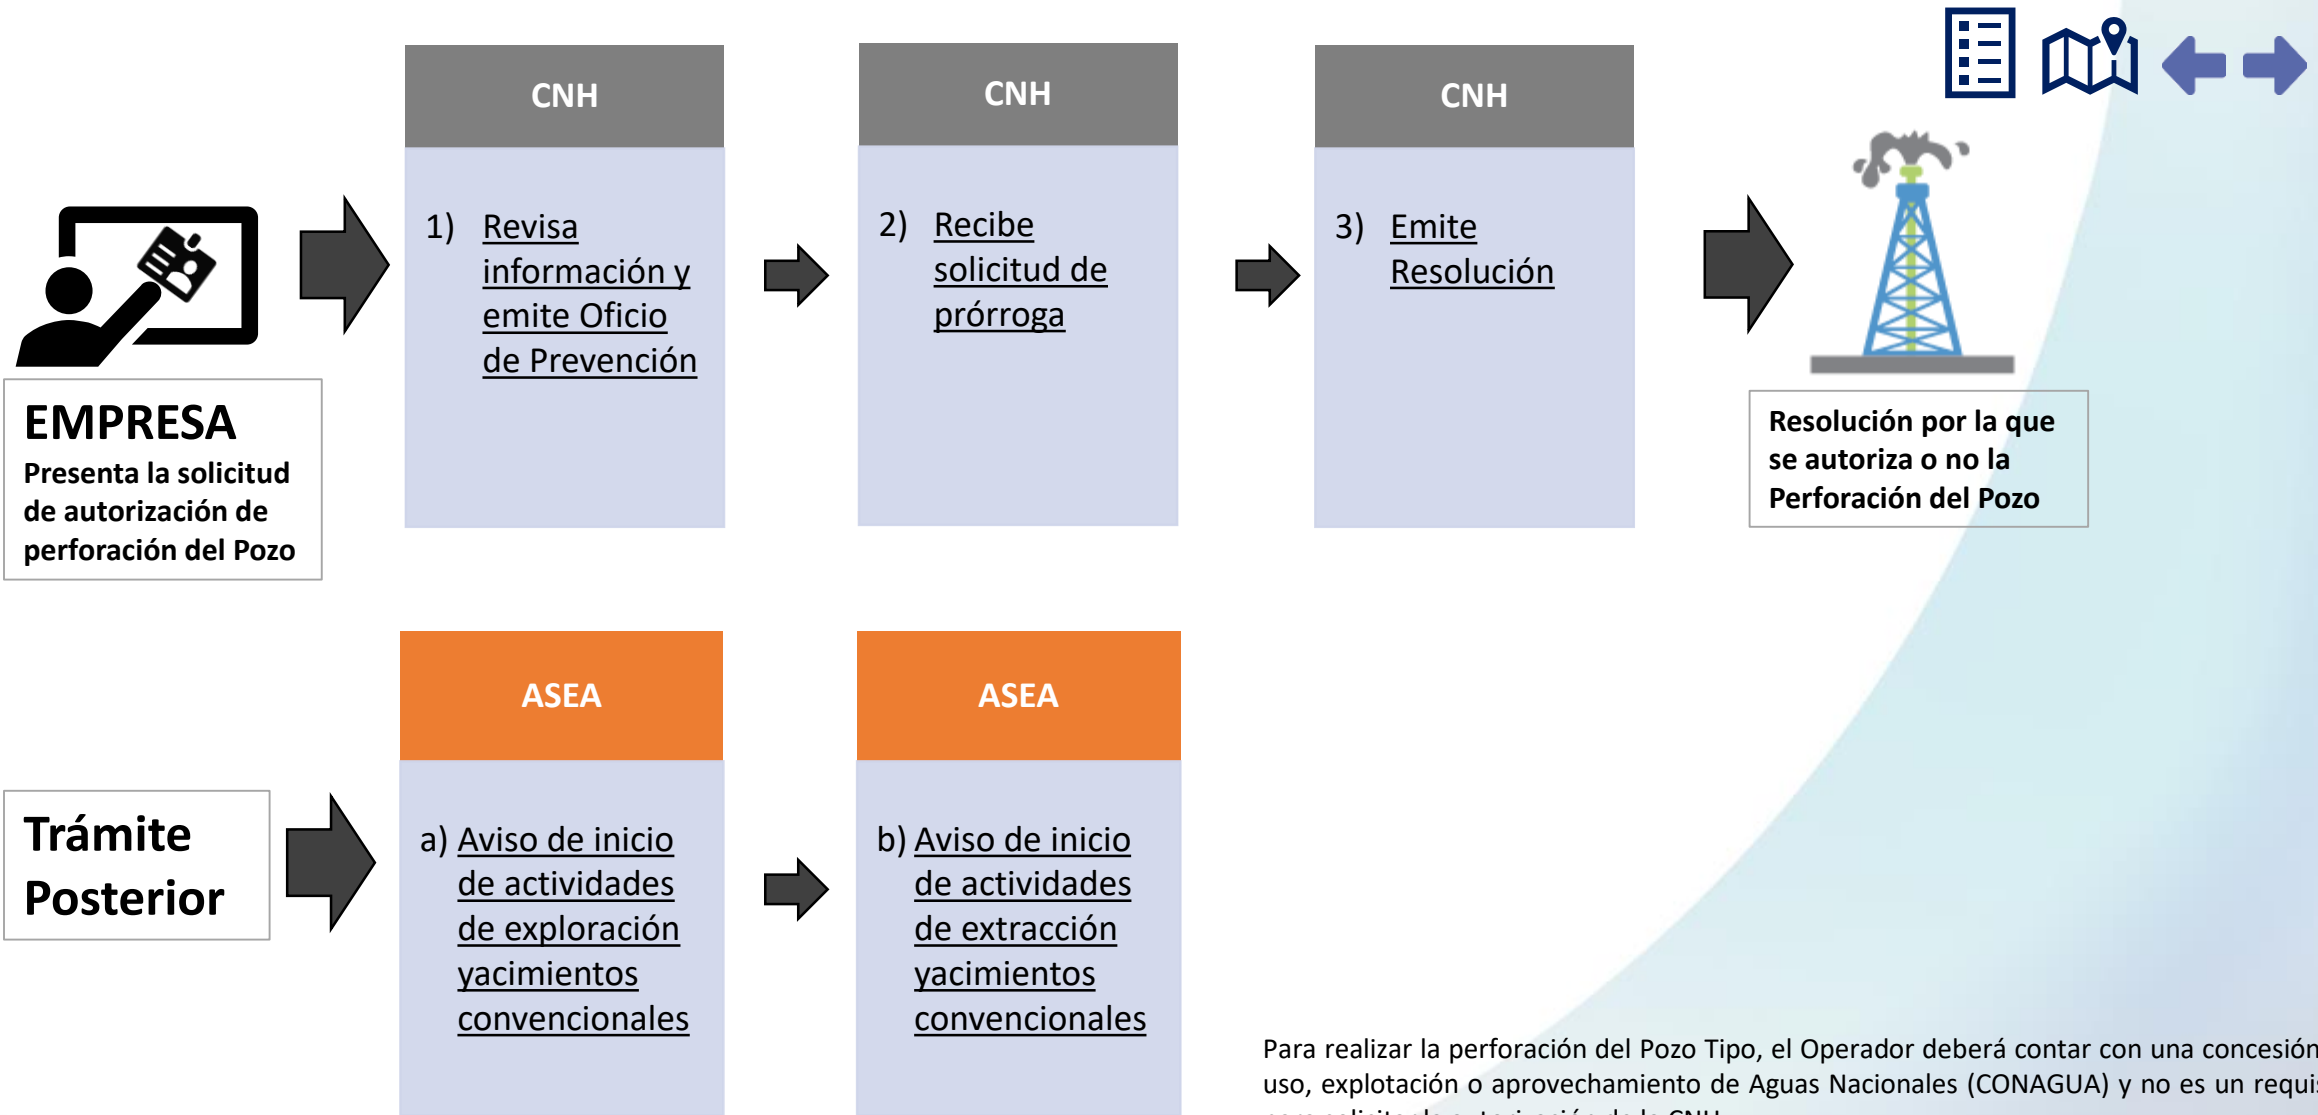 CNH
1) Revisa
información y
emite Oficio
de Prevención
CNH
2) Recibe
solicitud de
prórroga
CNH
3) Emite
Resolución
EMPRESA
Presenta la solicitud
de autorización de
perforación del Pozo
Resolución por la que
se autoriza o no la
Perforación del Pozo
Trámite
Posterior
ASEA
a) Aviso de inicio
de actividades
de exploración
yacimientos
convencionales
ASEA
b) Aviso de inicio
de actividades
de extracción
yacimientos
convencionales
Para realizar la perforación del Pozo Tipo, el Operador deberá contar con una concesión
uso, explotación o aprovechamiento de Aguas Nacionales (CONAGUA) y no es un